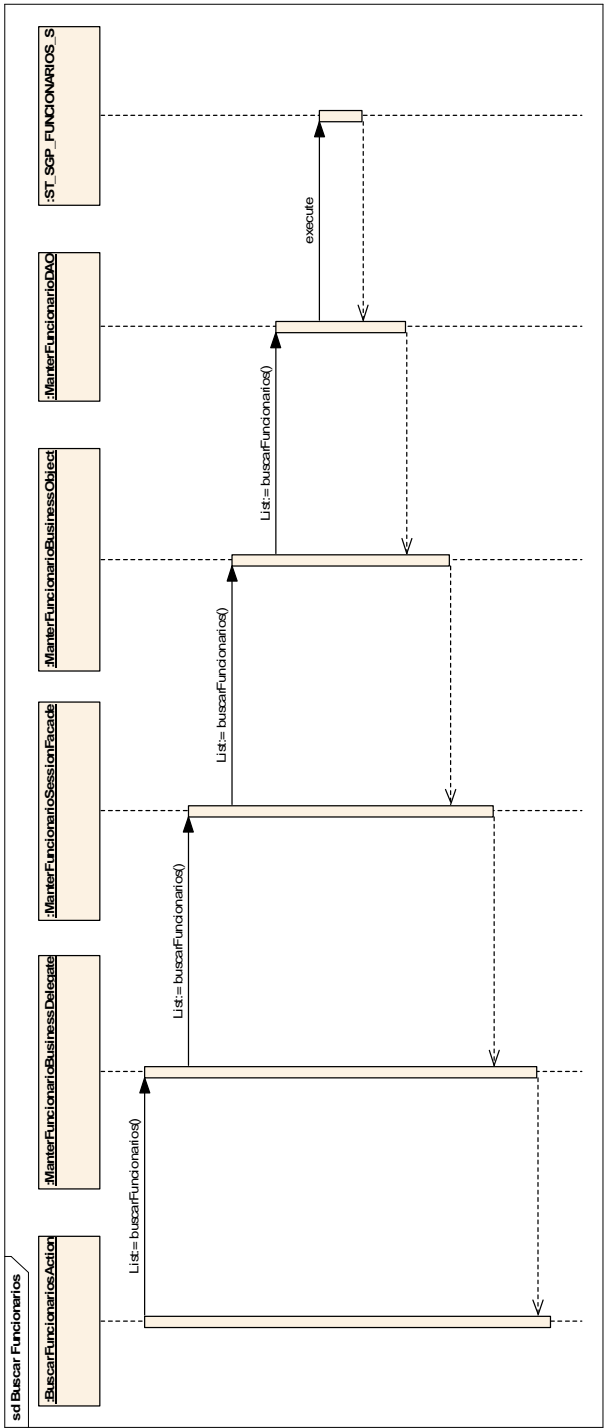 sd Buscar Funcionarios
:BuscarFuncionariosAction
:ManterFuncionarioBusinessDelegate
:ManterFuncionarioSessionFacade
:ManterFuncionarioBusinessObject
:ManterFuncionarioDAO
:ST_SGP_FUNCIONARIOS_S
List:= buscarFuncionarios()
List:= buscarFuncionarios()
List:= buscarFuncionarios()
List:= buscarFuncionarios()
execute